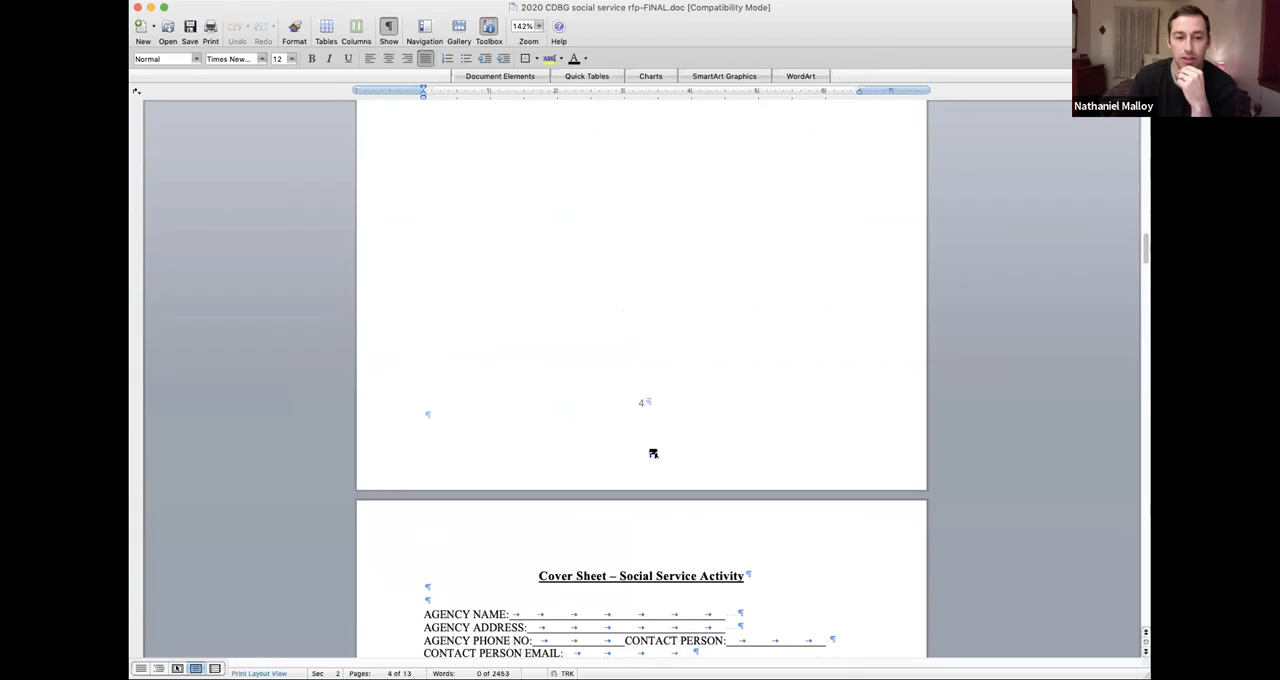 2020 CDBG social service rfp-FINAL.doc [Compatibility Mode]
New Open Save Print Undo Redo Format Tables Columns Show Navigation Gallery Toolbox Zoom Help
142%
Normal Times New... 12 B I U
Document Elements Quick Tables Charts SmartArt Graphics WordArt
Nathaniel Malloy
4
Cover Sheet – Social Service Activity
AGENCY NAME:
AGENCY ADDRESS:
AGENCY PHONE NO: CONTACT PERSON:
CONTACT PERSON EMAIL:
Print Layout View Sec 2 Pages: 4 of 13 Words: 0 of 2453 TRK